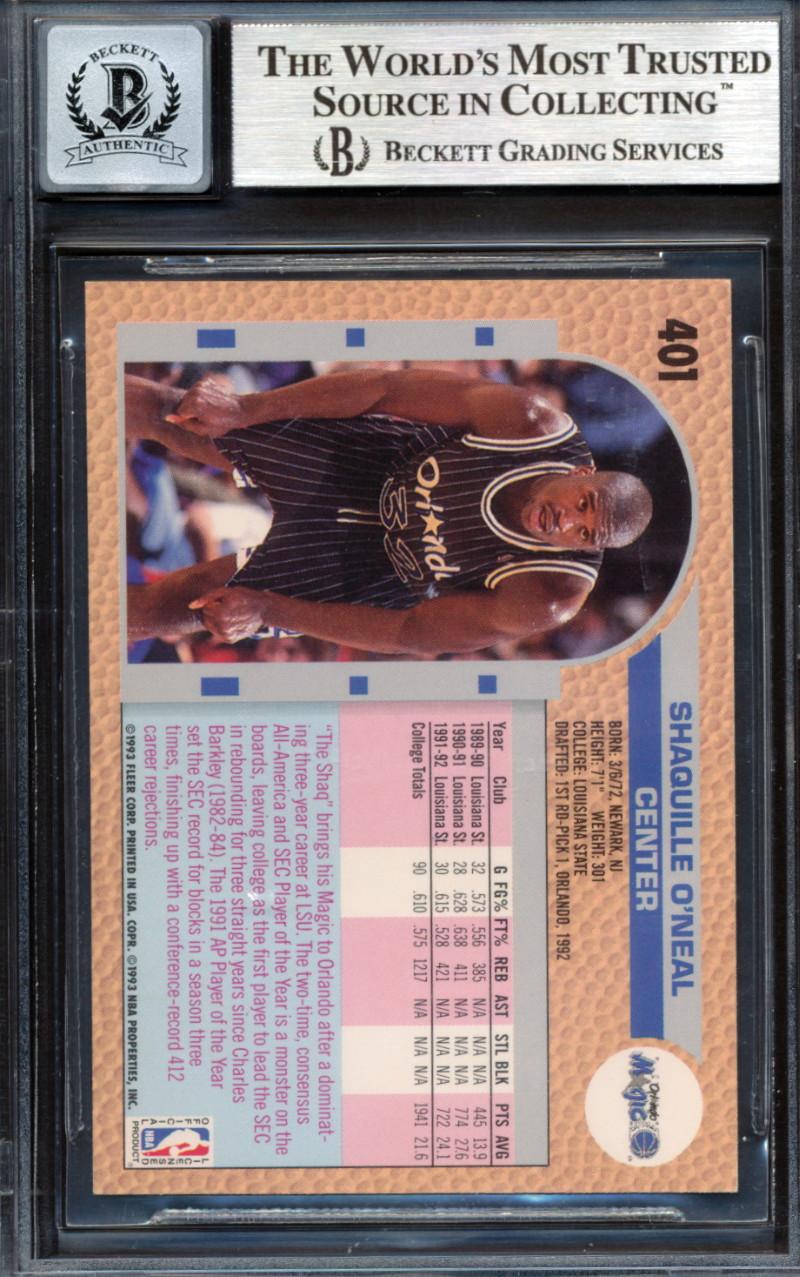 BECKETT
B
AUTHENTIC
THE WORLD'S MOST TRUSTED
SOURCE IN COLLECTING™
B BECKETT GRADING SERVICES
401
Orlando
32
SHAQUILLE O'NEAL
CENTER
Orlando
Magic
BORN: 3/6/72, NEWARK, NJ
HEIGHT: 7'1" WEIGHT: 301
COLLEGE: LOUISIANA STATE
DRAFTED: 1ST RD-PICK 1, ORLANDO, 1992
Year Club G FG% FT% REB AST STL BLK PTS AVG
1989-90 Louisiana St. 32 .573 .556 385 N/A N/A N/A 445 13.9
1990-91 Louisiana St. 28 .628 .638 411 N/A N/A N/A 774 27.6
1991-92 Louisiana St. 30 .615 .528 421 N/A N/A N/A 722 24.1
College Totals 90 .610 .575 1217 N/A N/A N/A 1941 21.6
"The Shaq" brings his Magic to Orlando after a dominat-
ing three-year career at LSU. The two-time, consensus
All-America and SEC Player of the Year is a monster on the
boards, leaving college as the first player to lead the SEC
in rebounding for three straight years since Charles
Barkley (1982-84). The 1991 AP Player of the Year
set the SEC record for blocks in a season three
times, finishing up with a conference-record 412
career rejections.
©1993 FLEER CORP. PRINTED IN USA. COPR. ©1993 NBA PROPERTIES, INC.
OFFICIAL
LICENSED
NBA
PRODUCT